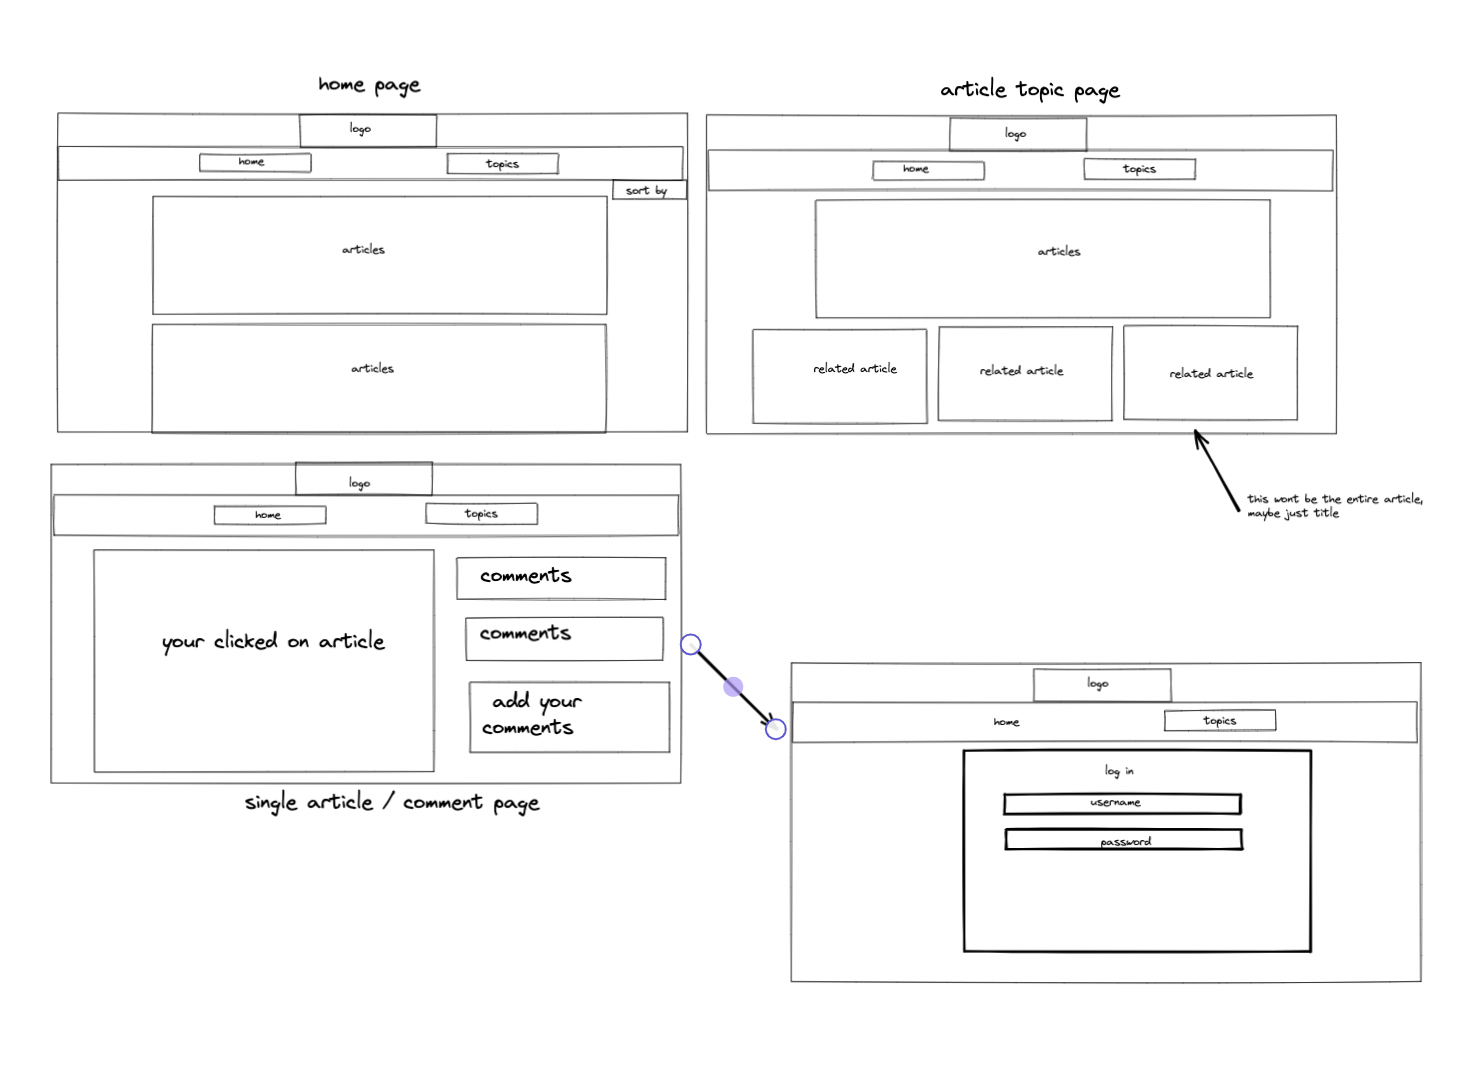 home page
logo
home
topics
sort by
articles
articles
article topic page
logo
home
topics
articles
related article
related article
related article
this wont be the entire article,
maybe just title
logo
home
topics
your clicked on article
comments
comments
add your
comments
single article / comment page
logo
home
topics
log in
username
password